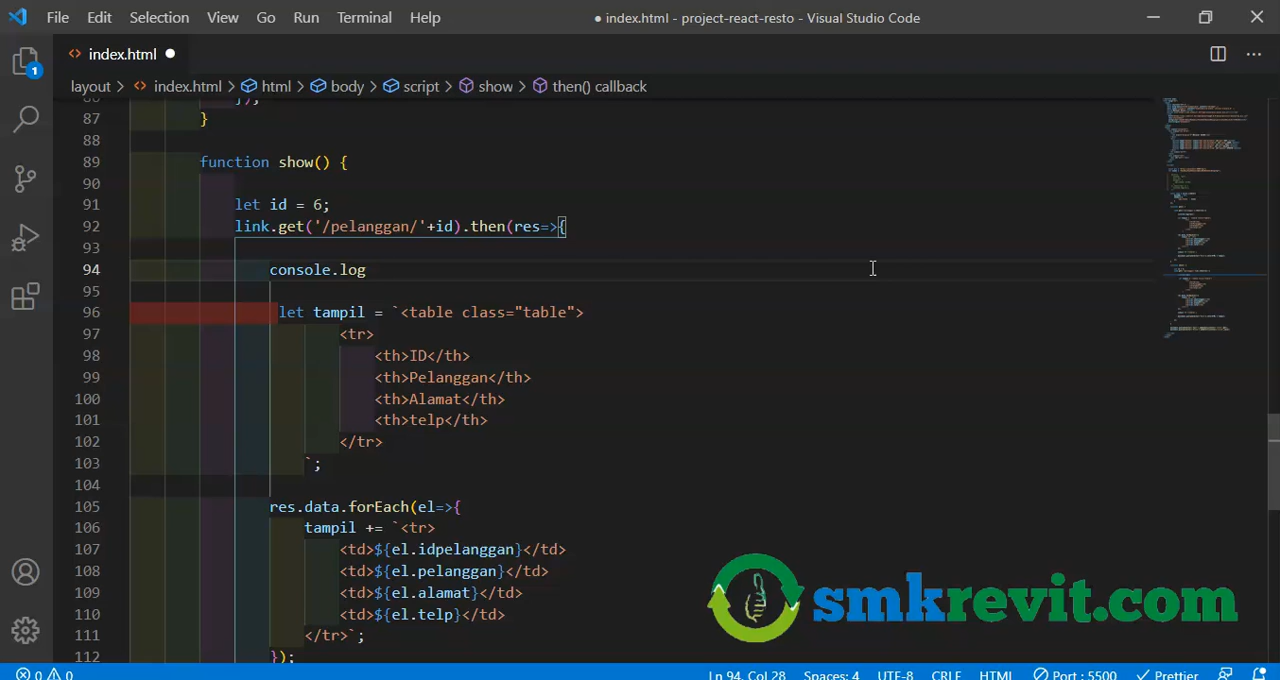 File Edit Selection View Go Run Terminal Help ● index.html - project-react-resto - Visual Studio Code
<> index.html ●
1
layout > <> index.html > html > body > script > show > then() callback
86 });
87 }
88
89 function show() {
90
91 let id = 6;
92 link.get('/pelanggan/'+id).then(res=>{
93
94 console.log
95
96 let tampil = `<table class="table">
97 <tr>
98 <th>ID</th>
99 <th>Pelanggan</th>
100 <th>Alamat</th>
101 <th>telp</th>
102 </tr>
103 `;
104
105 res.data.forEach(el=>{
106 tampil += `<tr>
107 <td>${el.idpelanggan}</td>
108 <td>${el.pelanggan}</td>
109 <td>${el.alamat}</td>
110 <td>${el.telp}</td>
111 </tr>`;
112 });
smkrevit.com
0 0 Ln 94, Col 28 Spaces: 4 UTF-8 CRLF HTML Port : 5500 Prettier